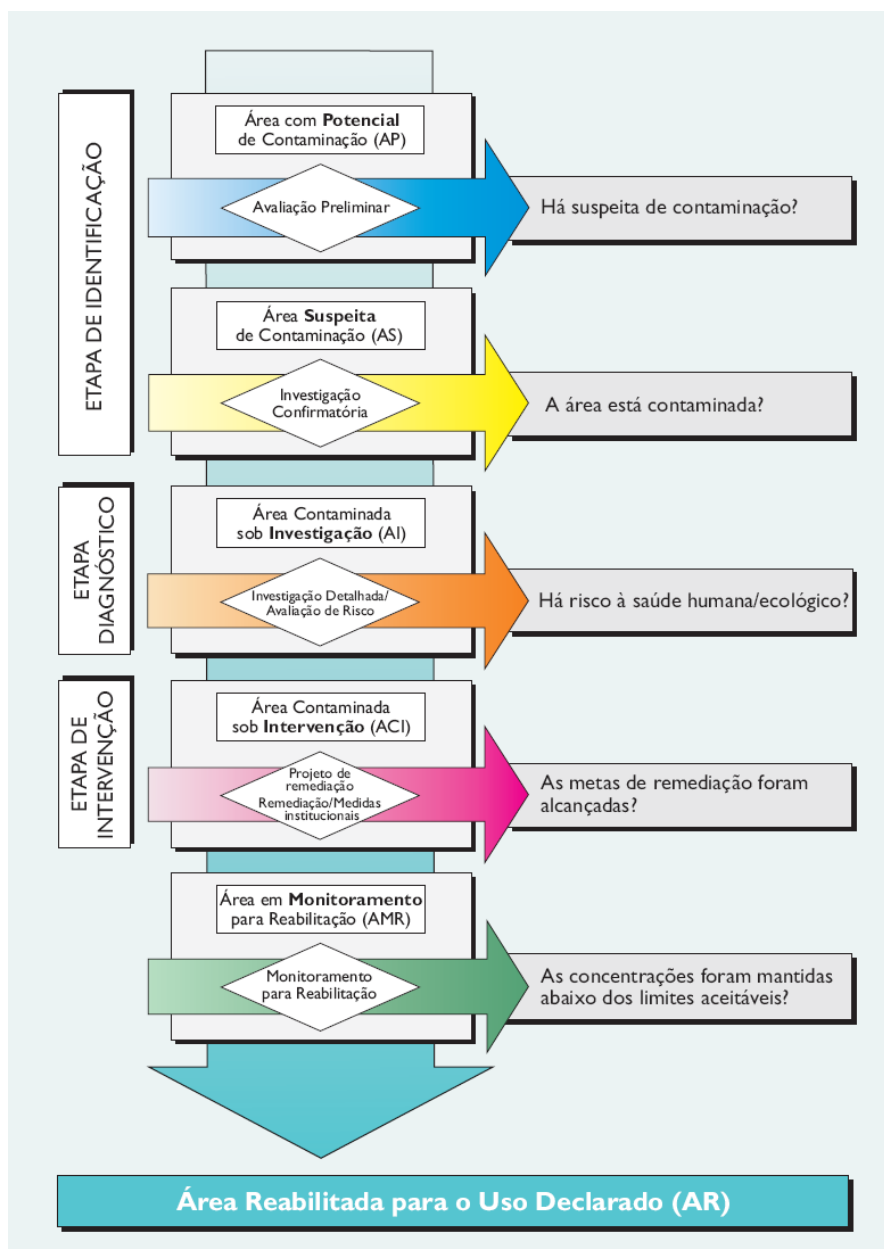 ETAPA DE IDENTIFICAÇÃO
Área com Potencial
de Contaminação (AP)
Avaliação Preliminar
Há suspeita de contaminação?
Área Suspeita
de Contaminação (AS)
Investigação
Confirmatória
A área está contaminada?
ETAPA
DIAGNÓSTICO
Área Contaminada
sob Investigação (AI)
Investigação Detalhada/
Avaliação de Risco
Há risco à saúde humana/ecológico?
ETAPA DE
INTERVENÇÃO
Área Contaminada
sob Intervenção (ACI)
Projeto de
remediação
Remediação/Medidas
institucionais
As metas de remediação foram
alcançadas?
Área em Monitoramento
para Reabilitação (AMR)
Monitoramento
para Reabilitação
As concentrações foram mantidas
abaixo dos limites aceitáveis?
Área Reabilitada para o Uso Declarado (AR)